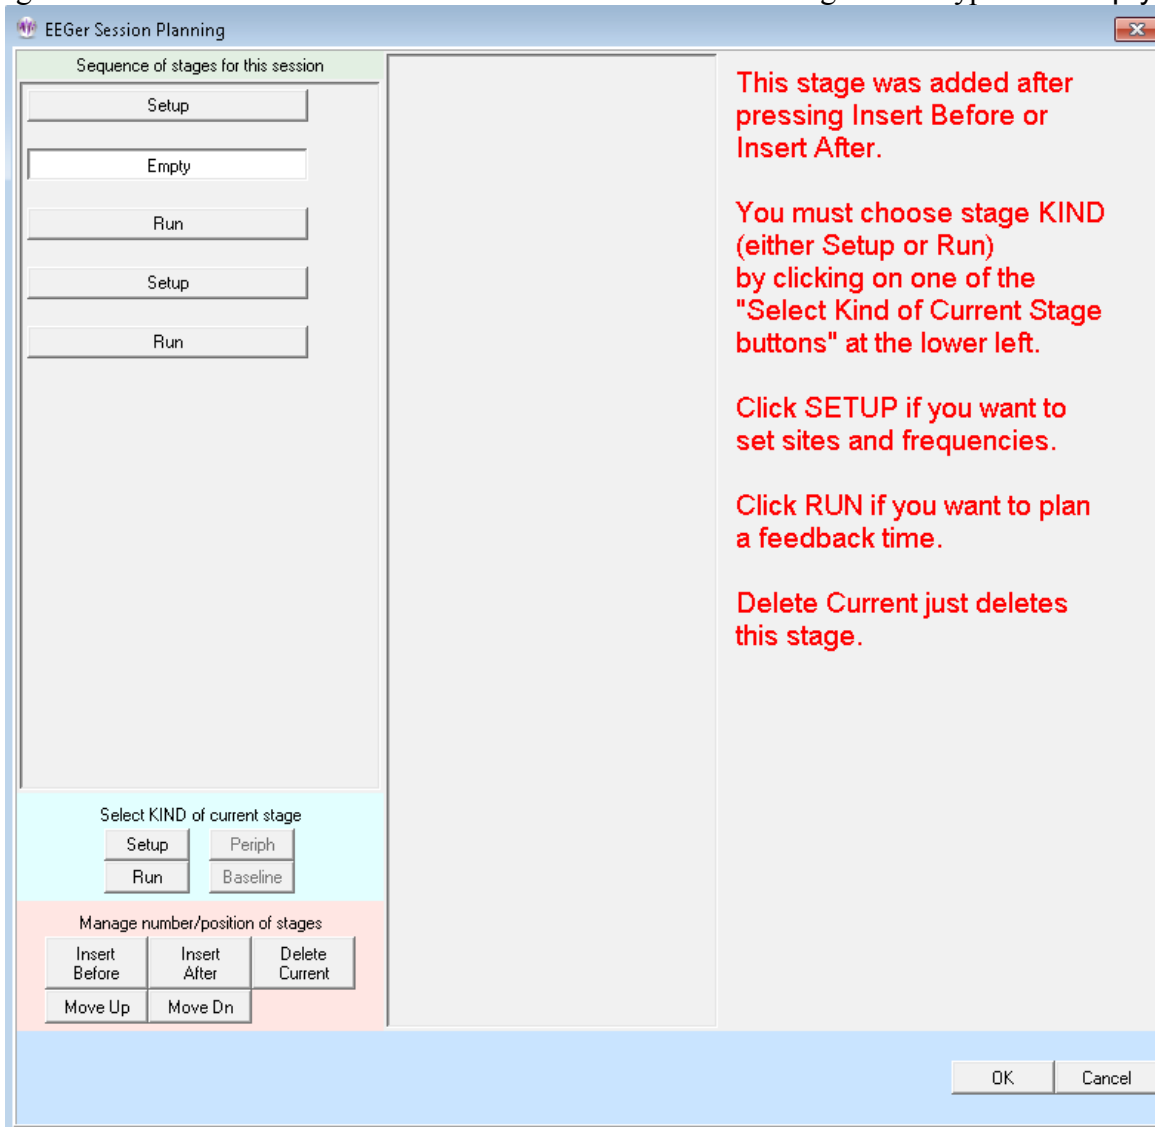 EEGer Session Planning
Sequence of stages for this session
Setup
Empty
Run
Setup
Run
Select KIND of current stage
Setup
Periph
Run
Baseline
Manage number/position of stages
Insert Before
Insert After
Delete Current
Move Up
Move Dn
This stage was added after
pressing Insert Before or
Insert After.
You must choose stage KIND
(either Setup or Run)
by clicking on one of the
"Select Kind of Current Stage
buttons" at the lower left.
Click SETUP if you want to
set sites and frequencies.
Click RUN if you want to plan
a feedback time.
Delete Current just deletes
this stage.
OK
Cancel